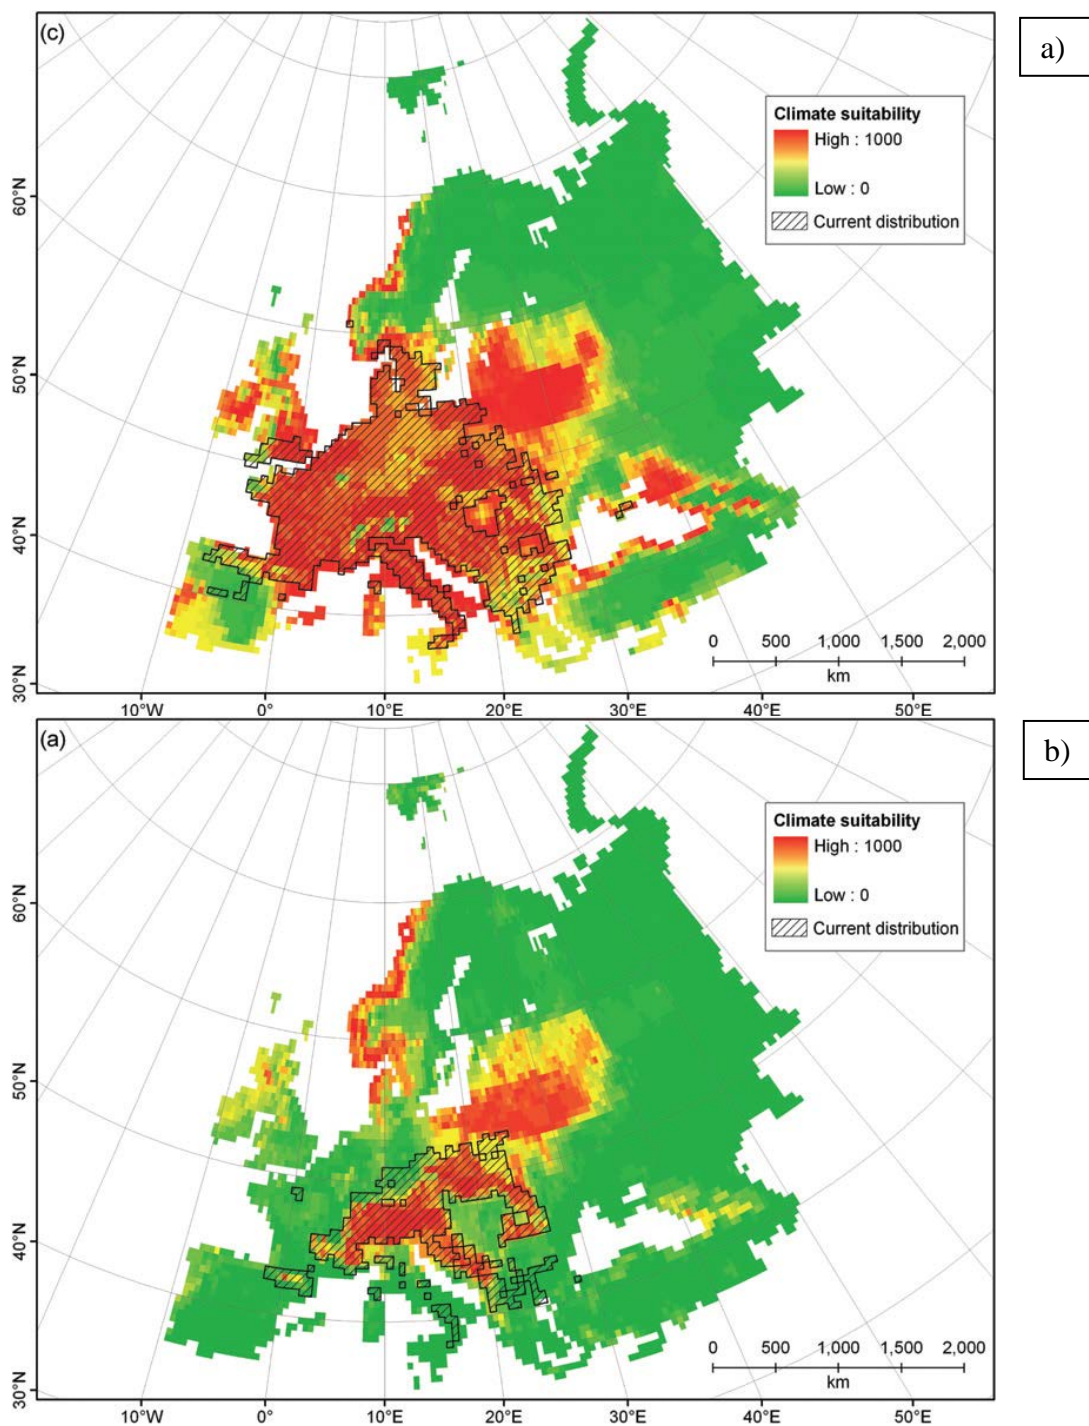 (c)
a)
Climate suitability
High : 1000
Low : 0
Current distribution
60°N
50°N
40°N
30°N
0 500 1,000 1,500 2,000
km
10°W 0° 10°E 20°E 30°E 40°E 50°E
(a)
b)
Climate suitability
High : 1000
Low : 0
Current distribution
60°N
50°N
40°N
30°N
0 500 1,000 1,500 2,000
km
10°W 0° 10°E 20°E 30°E 40°E 50°E